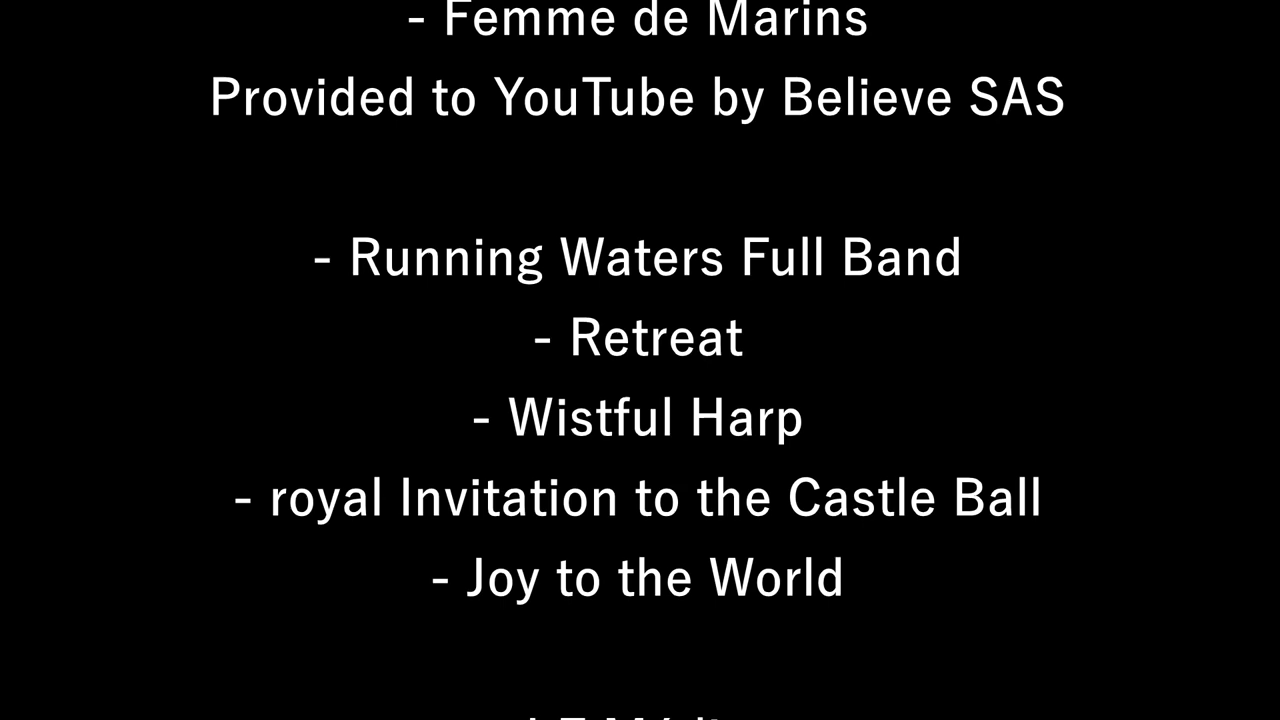 - Femme de Marins
Provided to YouTube by Believe SAS
- Running Waters Full Band
- Retreat
- Wistful Harp
- royal Invitation to the Castle Ball
- Joy to the World